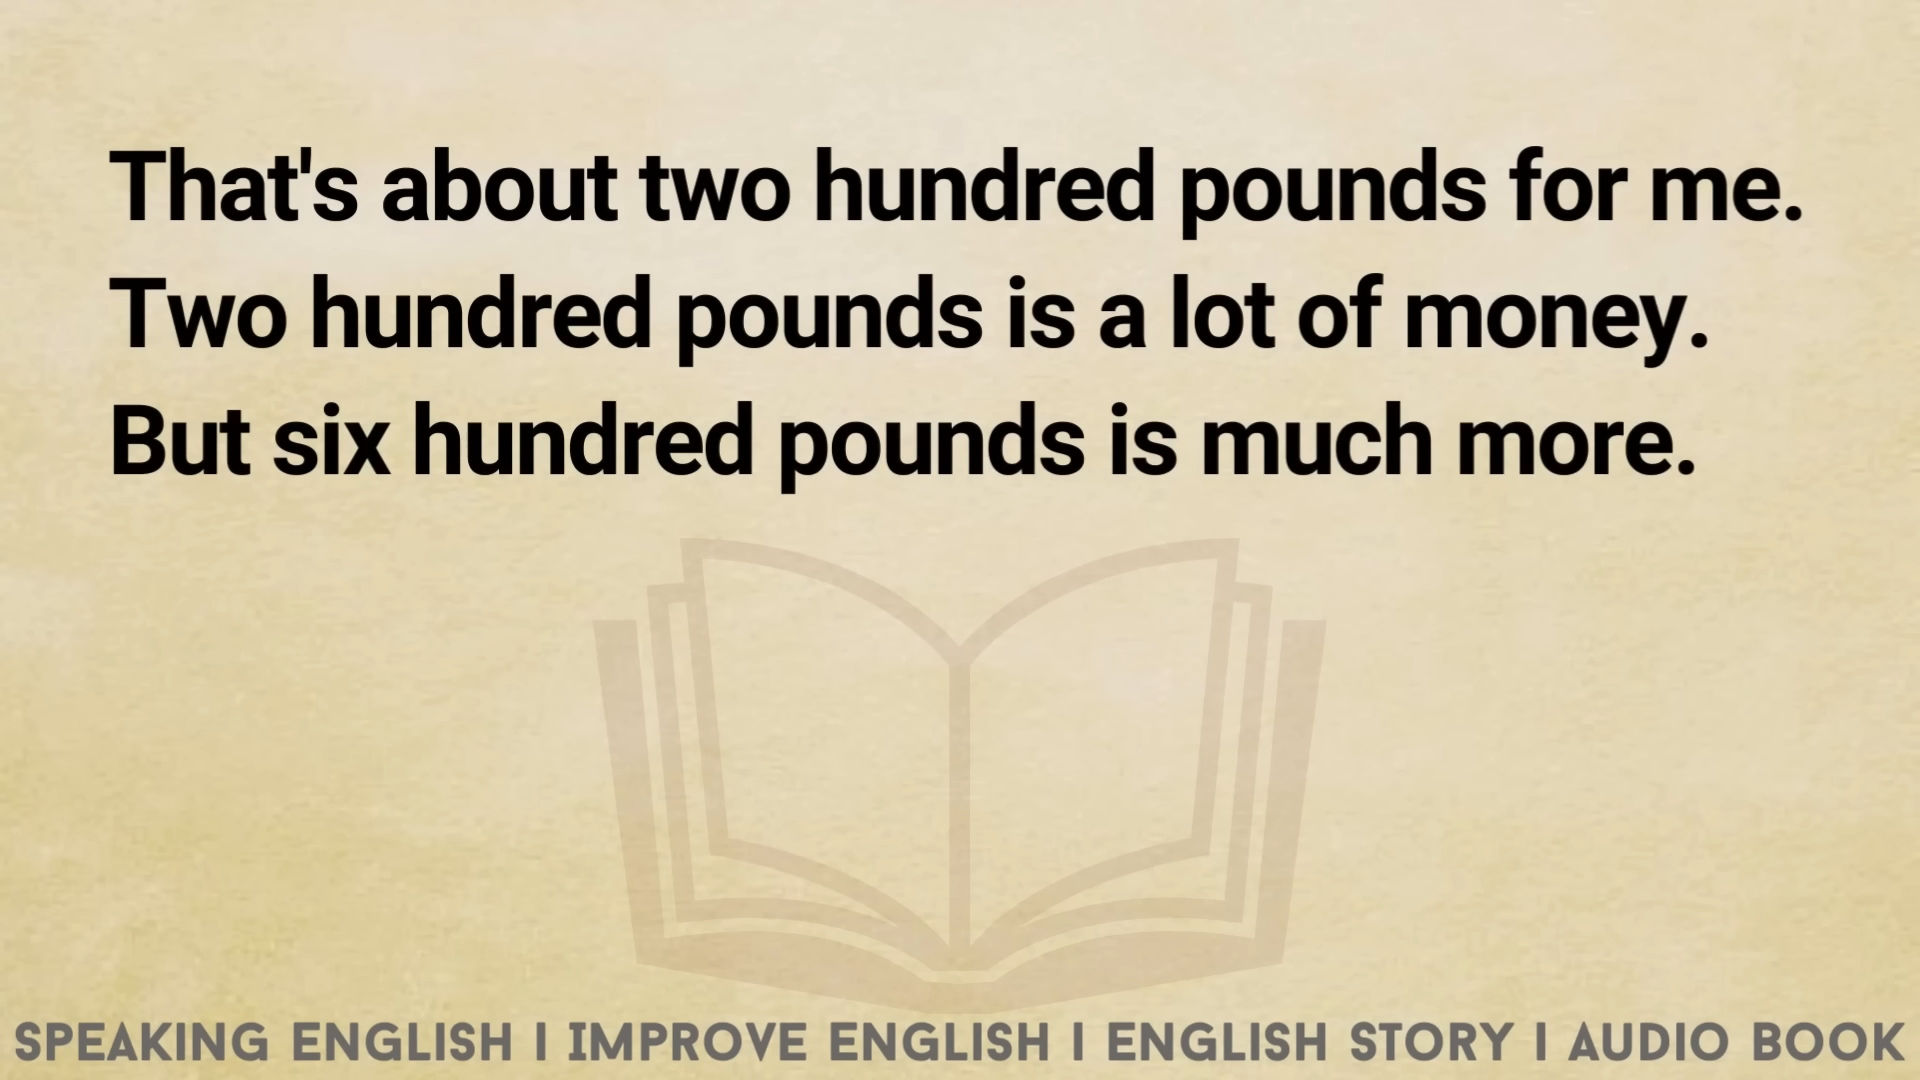 That's about two hundred pounds for me.
Two hundred pounds is a lot of money.
But six hundred pounds is much more.
SPEAKING ENGLISH | IMPROVE ENGLISH | ENGLISH STORY | AUDIO BOOK